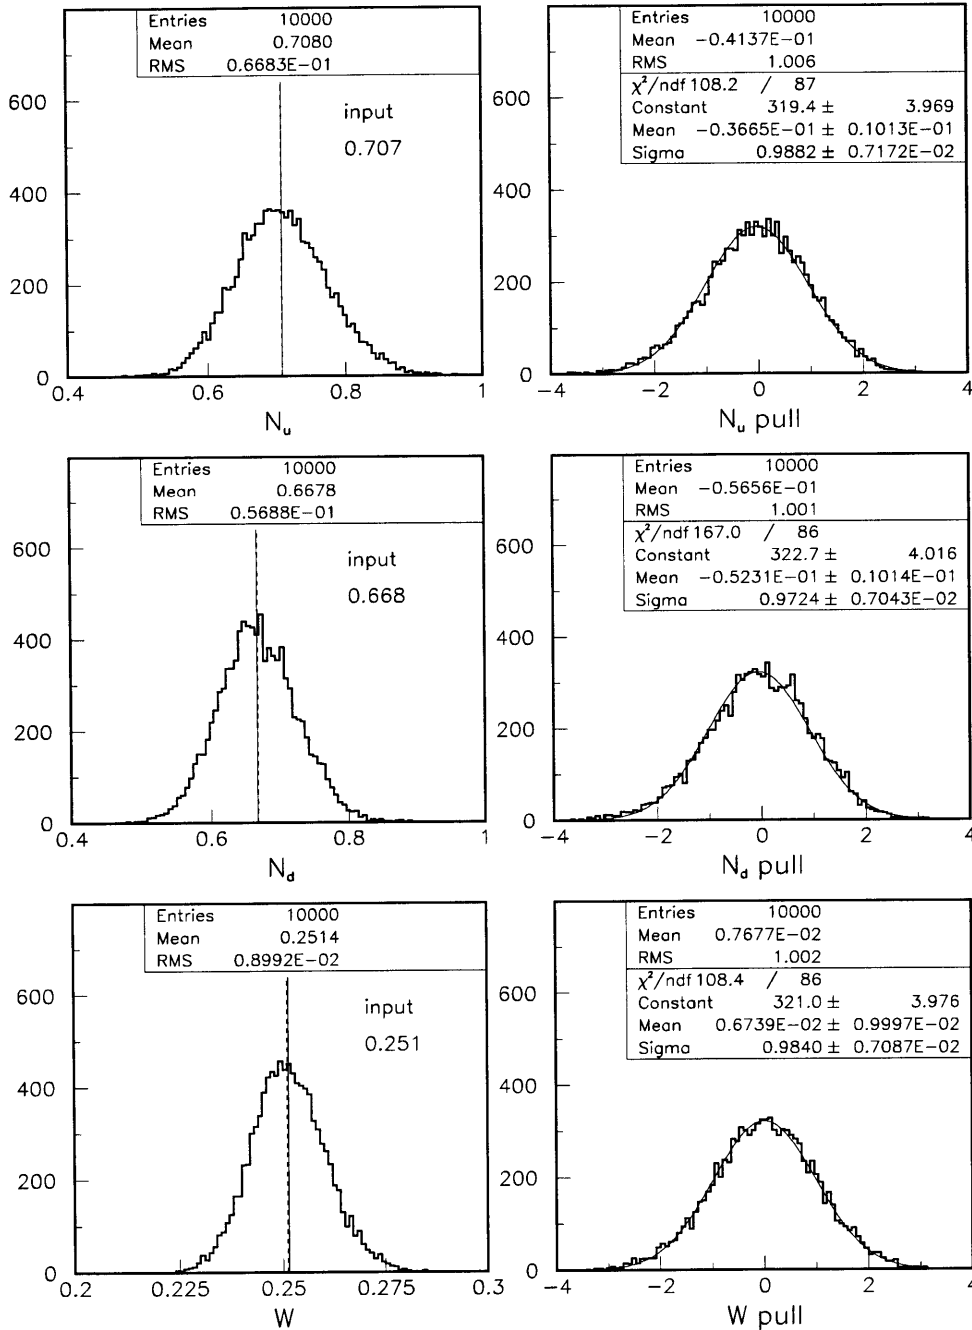 Entries 10000
Mean 0.7080
RMS 0.6683E-01
input
0.707
800
600
400
200
0
0.4 0.6 0.8 1
N_u
Entries 10000
Mean -0.4137E-01
RMS 1.006
χ²/ndf 108.2 / 87
Constant 319.4 ± 3.969
Mean -0.3665E-01 ± 0.1013E-01
Sigma 0.9882 ± 0.7172E-02
800
600
400
200
0
-4 -2 0 2 4
N_u pull
Entries 10000
Mean 0.6678
RMS 0.5688E-01
input
0.668
800
600
400
200
0
0.4 0.6 0.8 1
N_d
Entries 10000
Mean -0.5656E-01
RMS 1.001
χ²/ndf 167.0 / 86
Constant 322.7 ± 4.016
Mean -0.5231E-01 ± 0.1014E-01
Sigma 0.9724 ± 0.7043E-02
800
600
400
200
0
-4 -2 0 2 4
N_d pull
Entries 10000
Mean 0.2514
RMS 0.8992E-02
input
0.251
800
600
400
200
0
0.2 0.225 0.25 0.275 0.3
W
Entries 10000
Mean 0.7677E-02
RMS 1.002
χ²/ndf 108.4 / 86
Constant 321.0 ± 3.976
Mean 0.6739E-02 ± 0.9997E-02
Sigma 0.9840 ± 0.7087E-02
800
600
400
200
0
-4 -2 0 2 4
W pull